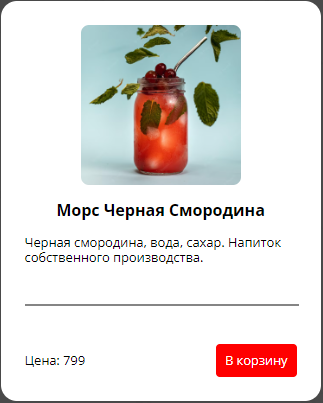 Морс Черная Смородина
Черная смородина, вода, сахар. Напиток
собственного производства.
Цена: 799
В корзину